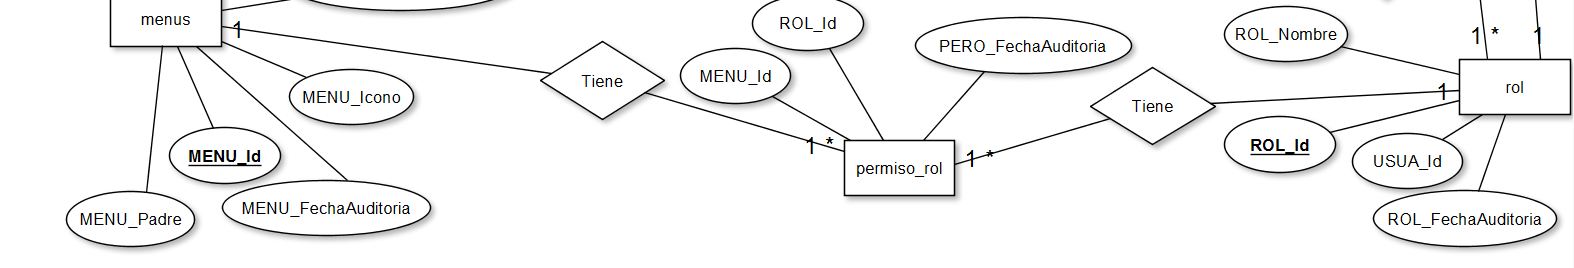 menus
1
ROL_Id
PERO_FechaAuditoria
ROL_Nombre
1 *
1
MENU_Icono
Tiene
MENU_Id
Tiene
1
rol
MENU_Id
1 *
permiso_rol
1 *
ROL_Id
USUA_Id
MENU_Padre
MENU_FechaAuditoria
ROL_FechaAuditoria